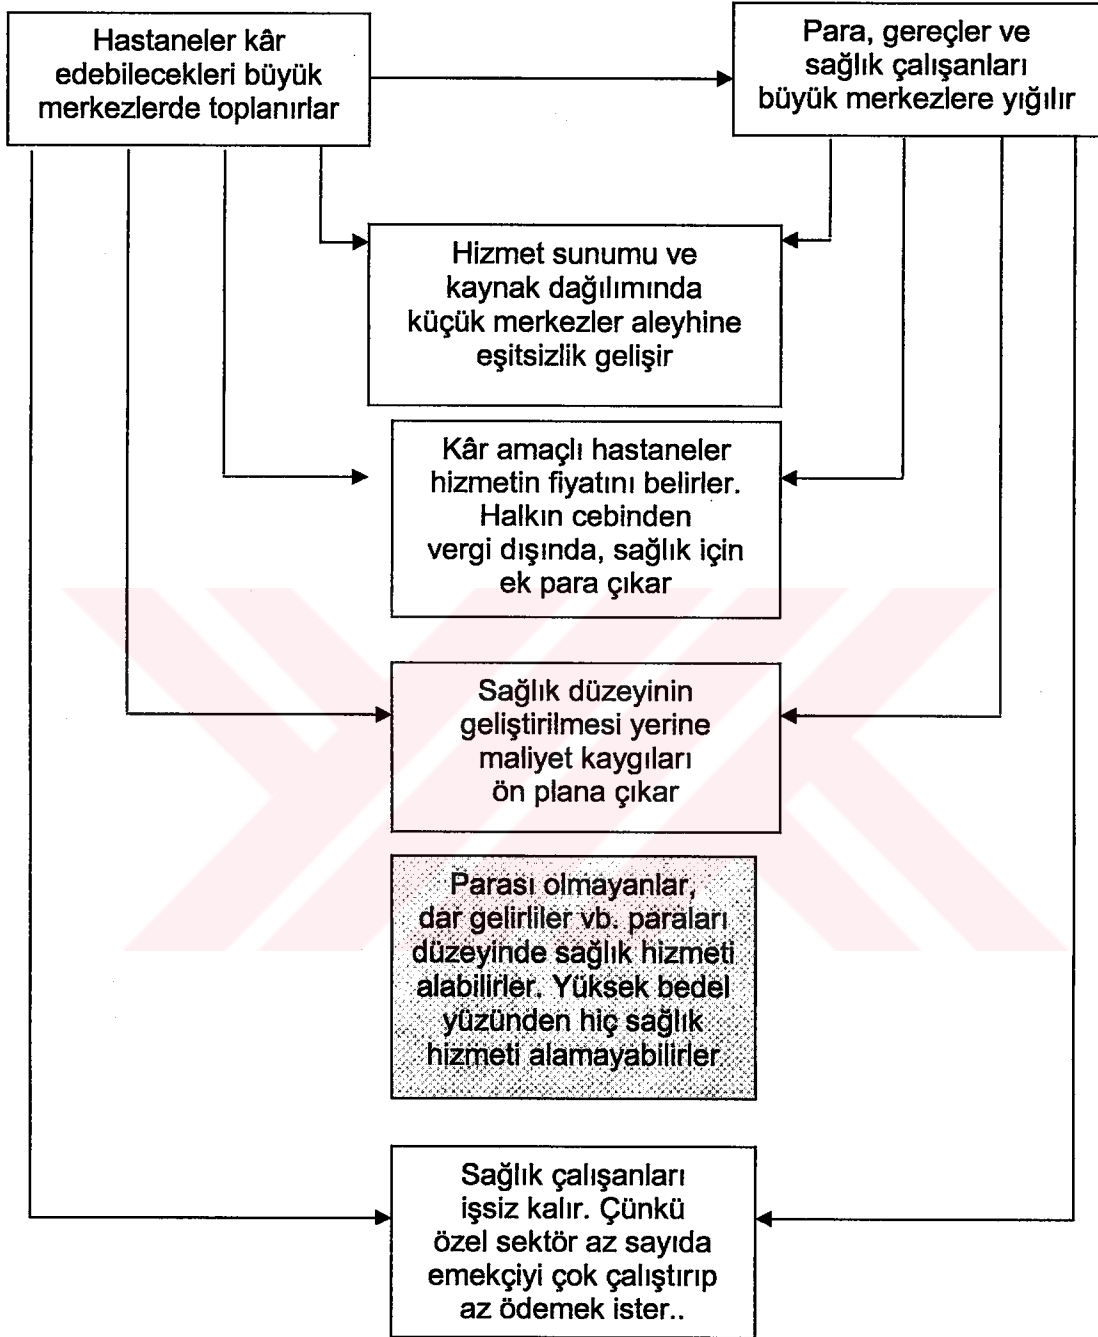 Hastaneler kâr
edebilecekleri büyük
merkezlerde toplanırlar
Para, gereçler ve
sağlık çalışanları
büyük merkezlere yığılır
Hizmet sunumu ve
kaynak dağılımında
küçük merkezler aleyhine
eşitsizlik gelişir
Kâr amaçlı hastaneler
hizmetin fiyatını belirler.
Halkın cebinden
vergi dışında, sağlık için
ek para çıkar
Sağlık düzeyinin
geliştirilmesi yerine
maliyet kaygıları
ön plana çıkar
Parası olmayanlar,
dar gelirliler vb. paraları
düzeyinde sağlık hizmeti
alabilirler. Yüksek bedel
yüzünden hiç sağlık
hizmeti alamayabilirler
Sağlık çalışanları
işsiz kalır. Çünkü
özel sektör az sayıda
emekçiyi çok çalıştırıp
az ödemek ister..